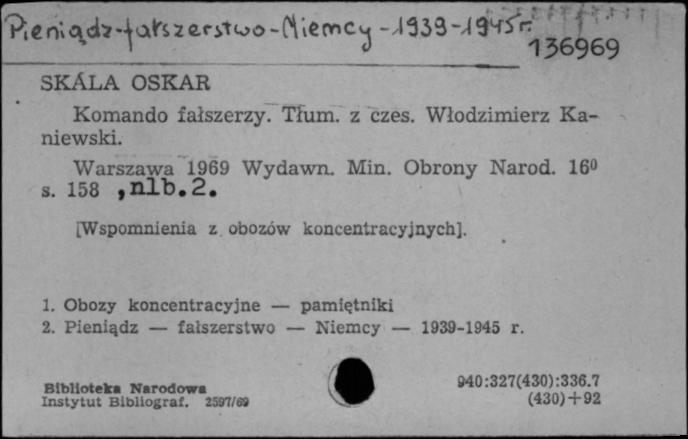 Pieniądz-fałszerstwo-Niemcy-1939-1945r.
136969
SKÁLA OSKAR
Komando fałszerzy. Tłum. z czes. Włodzimierz Ka-
niewski.
Warszawa 1969 Wydawn. Min. Obrony Narod. 16⁰
s. 158 , nlb. 2.
[Wspomnienia z obozów koncentracyjnych].
1. Obozy koncentracyjne — pamiętniki
2. Pieniądz — fałszerstwo — Niemcy — 1939-1945 r.
Biblioteka Narodowa
Instytut Bibliograf. 2597/69
940:327(430):336.7
(430)+92